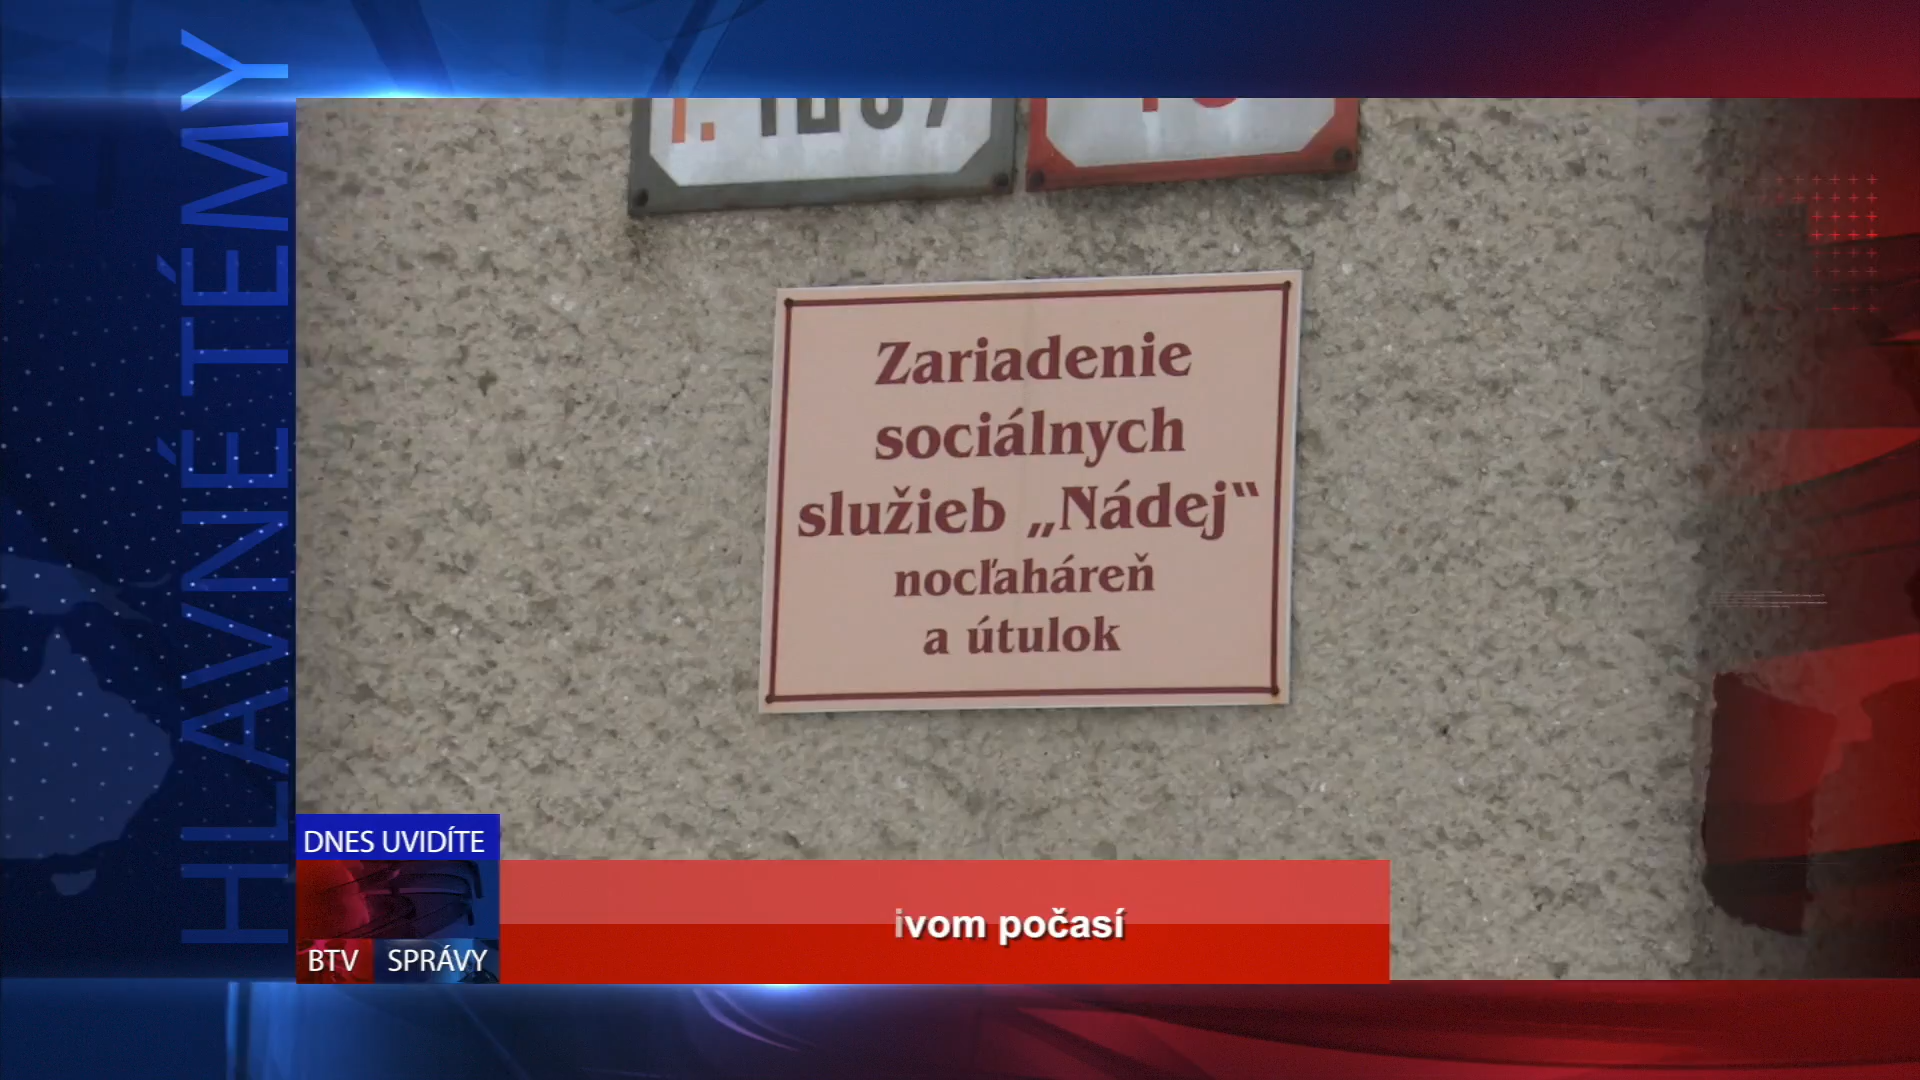 HLAVNÉ TÉMY
Zariadenie
sociálnych
služieb „Nádej“
nocľaháreň
a útulok
DNES UVIDÍTE
ivom počasí
BTV SPRÁVY